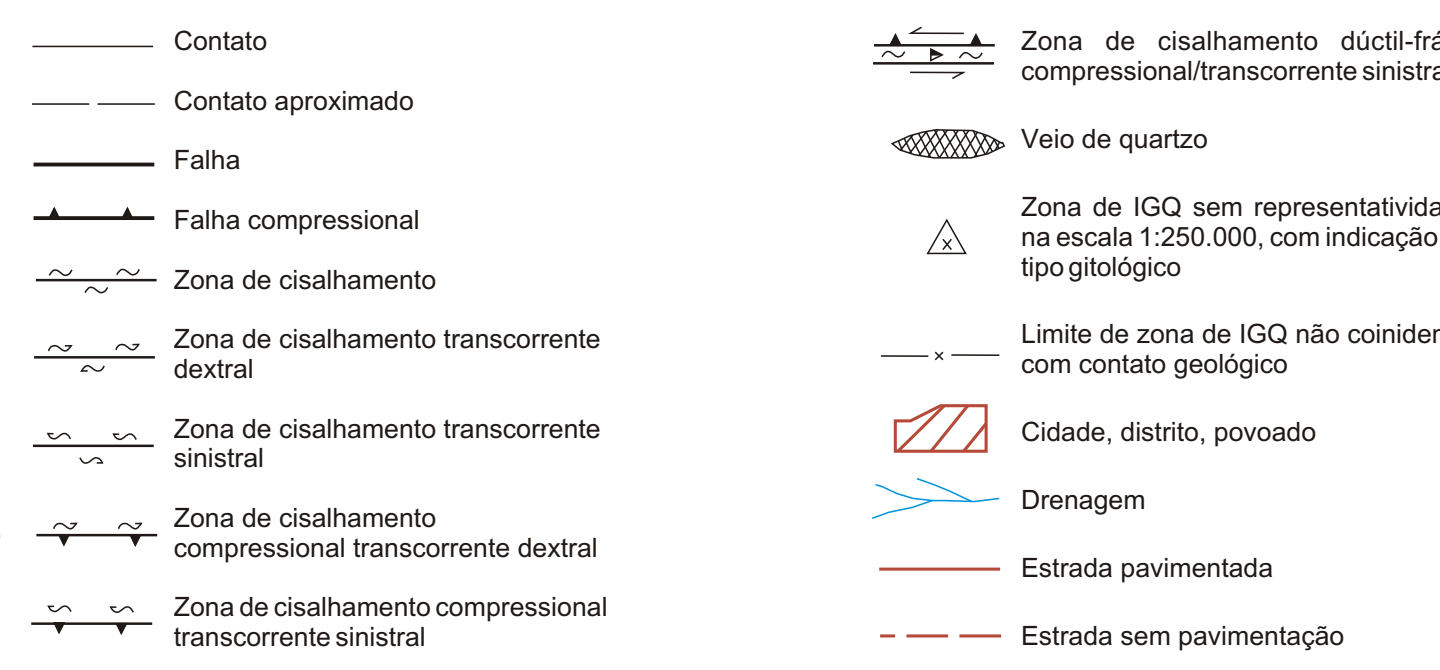 Contato
Contato aproximado
Falha
Falha compressional
Zona de cisalhamento
Zona de cisalhamento transcorrente
dextral
Zona de cisalhamento transcorrente
sinistral
Zona de cisalhamento
compressional transcorrente dextral
Zona de cisalhamento compressional
transcorrente sinistral
Zona de cisalhamento dúctil-frá
compressional/transcorrente sinistra
Veio de quartzo
Zona de IGQ sem representativida
na escala 1:250.000, com indicação
tipo gitológico
Limite de zona de IGQ não coiniden
com contato geológico
Cidade, distrito, povoado
Drenagem
Estrada pavimentada
Estrada sem pavimentação